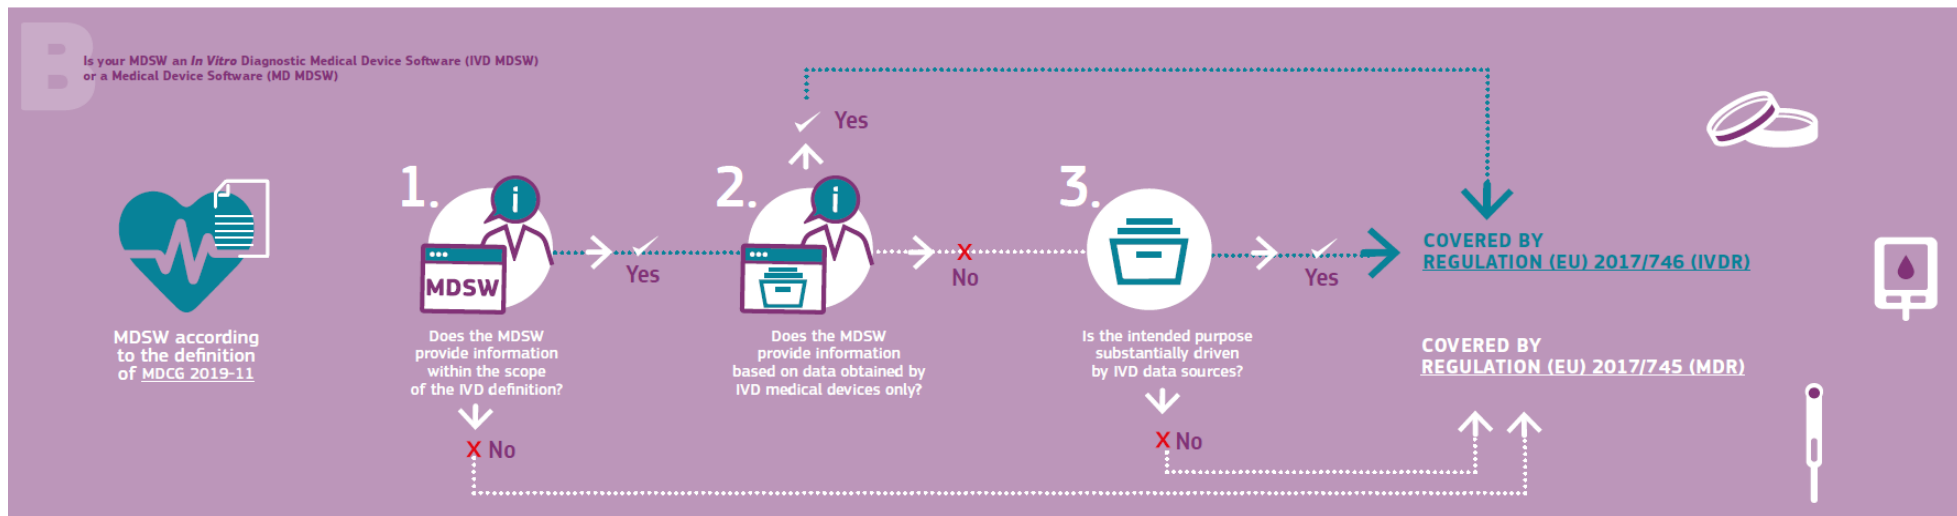 B
Is your MDSW an In Vitro Diagnostic Medical Device Software (IVD MDSW)
or a Medical Device Software (MD MDSW)
MDSW according
to the definition
of MDCG 2019-11
1.
i
MDSW
Does the MDSW
provide information
within the scope
of the IVD definition?
X No
Yes
2.
i
Does the MDSW
provide information
based on data obtained by
IVD medical devices only?
Yes
X
No
3.
Is the intended purpose
substantially driven
by IVD data sources?
X No
Yes
COVERED BY
REGULATION (EU) 2017/746 (IVDR)
COVERED BY
REGULATION (EU) 2017/745 (MDR)